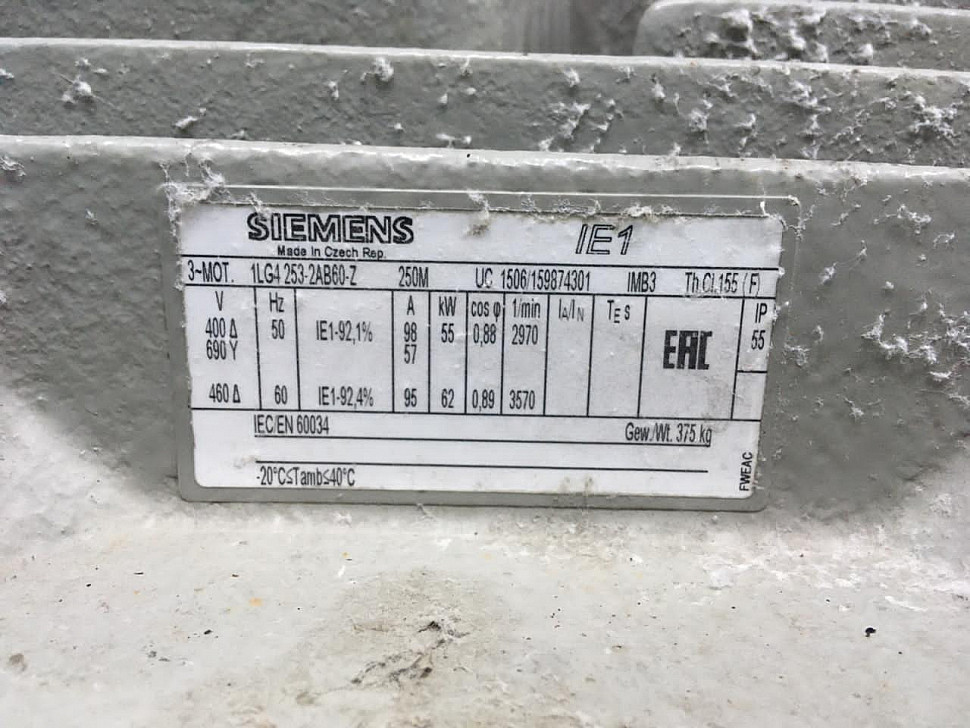 SIEMENS IE1
Made in Czech Rep.
3~MOT. 1LG4 253-2AB60-Z 250M UC 1506/159874301 IMB3 Th.Cl.155 (F)
V Hz A kW cos φ 1/min IA/IN TE s IP
400 Δ 50 IE1-92,1% 98 55 0,88 2970 EAC 55
690 Y 57
460 Δ 60 IE1-92,4% 95 62 0,89 3570
IEC/EN 60034 Gew./Wt. 375 kg
-20°C≤Tamb≤40°C
FWEAC